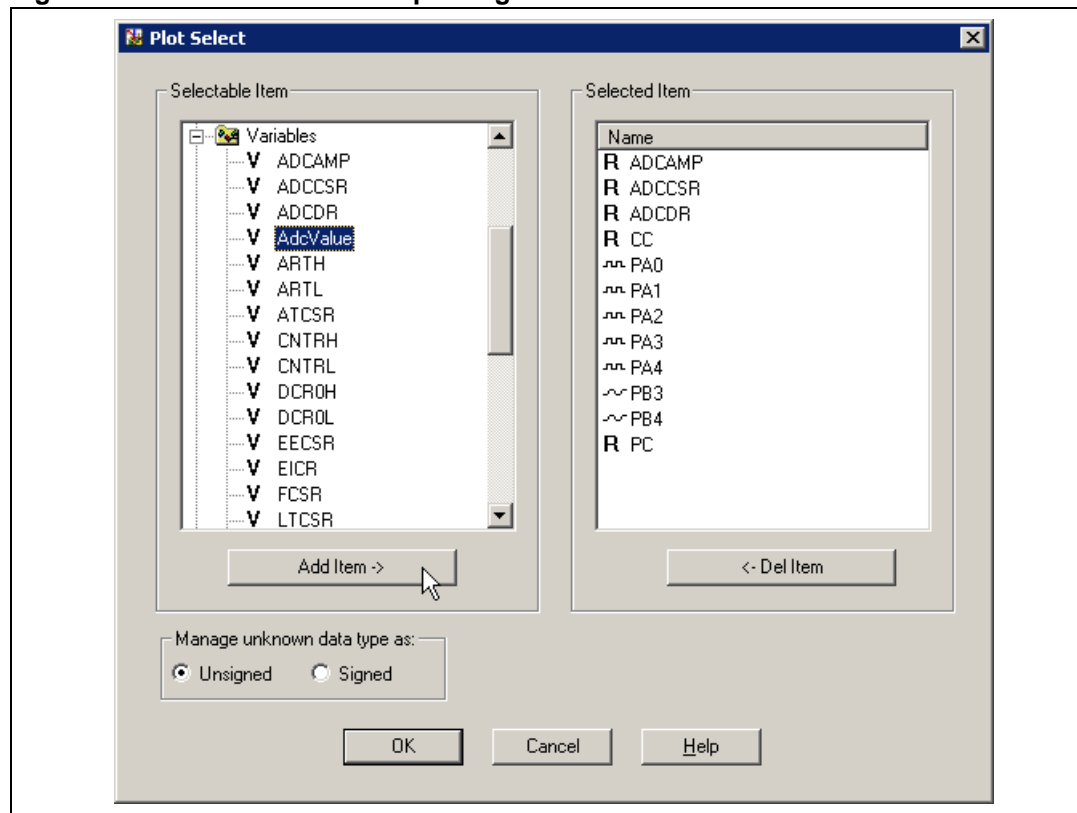 Plot Select
Selectable Item
Variables
V ADCAMP
V ADCCSR
V ADCDR
V AdcValue
V ARTH
V ARTL
V ATCSR
V CNTRH
V CNTRL
V DCR0H
V DCR0L
V EECSR
V EICR
V FCSR
V LTCSR
Add Item ->
Selected Item
Name
R ADCAMP
R ADCCSR
R ADCDR
R CC
PA0
PA1
PA2
PA3
PA4
PB3
PB4
R PC
<- Del Item
Manage unknown data type as:
Unsigned Signed
OK Cancel Help